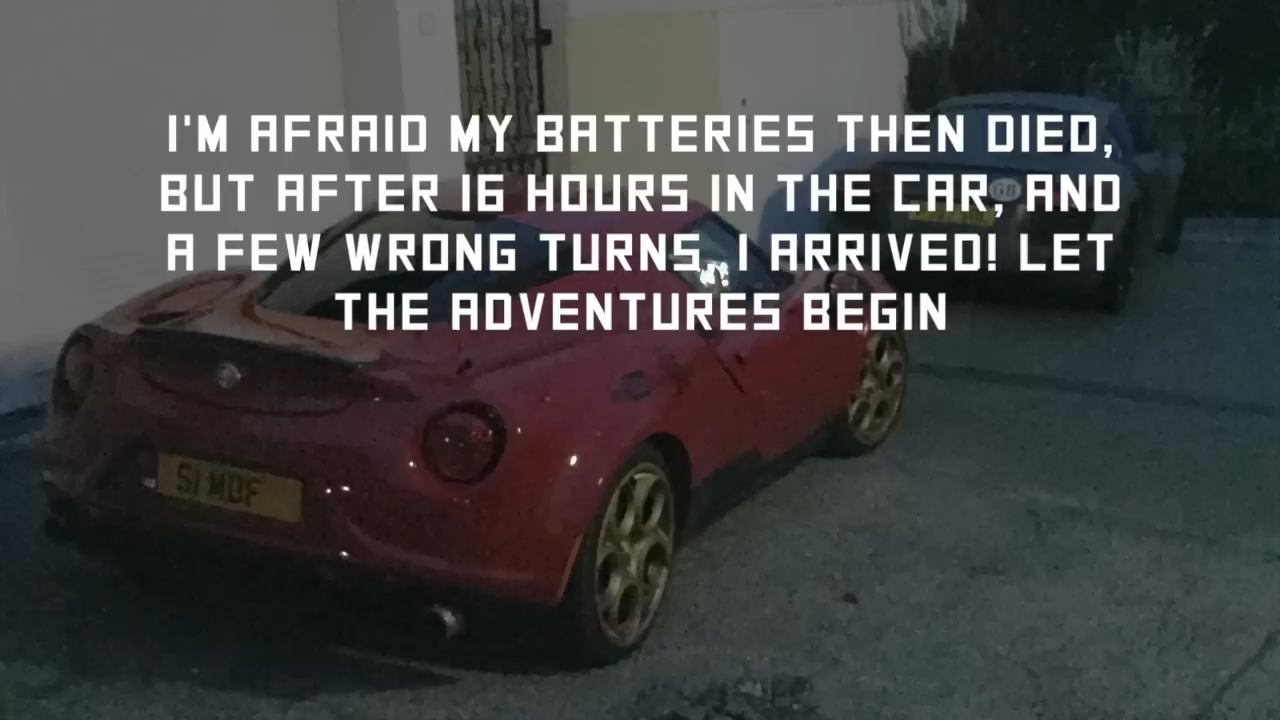 I'M AFRAID MY BATTERIES THEN DIED,
BUT AFTER 16 HOURS IN THE CAR, AND
A FEW WRONG TURNS, I ARRIVED! LET
THE ADVENTURES BEGIN
GB
S1 MDF